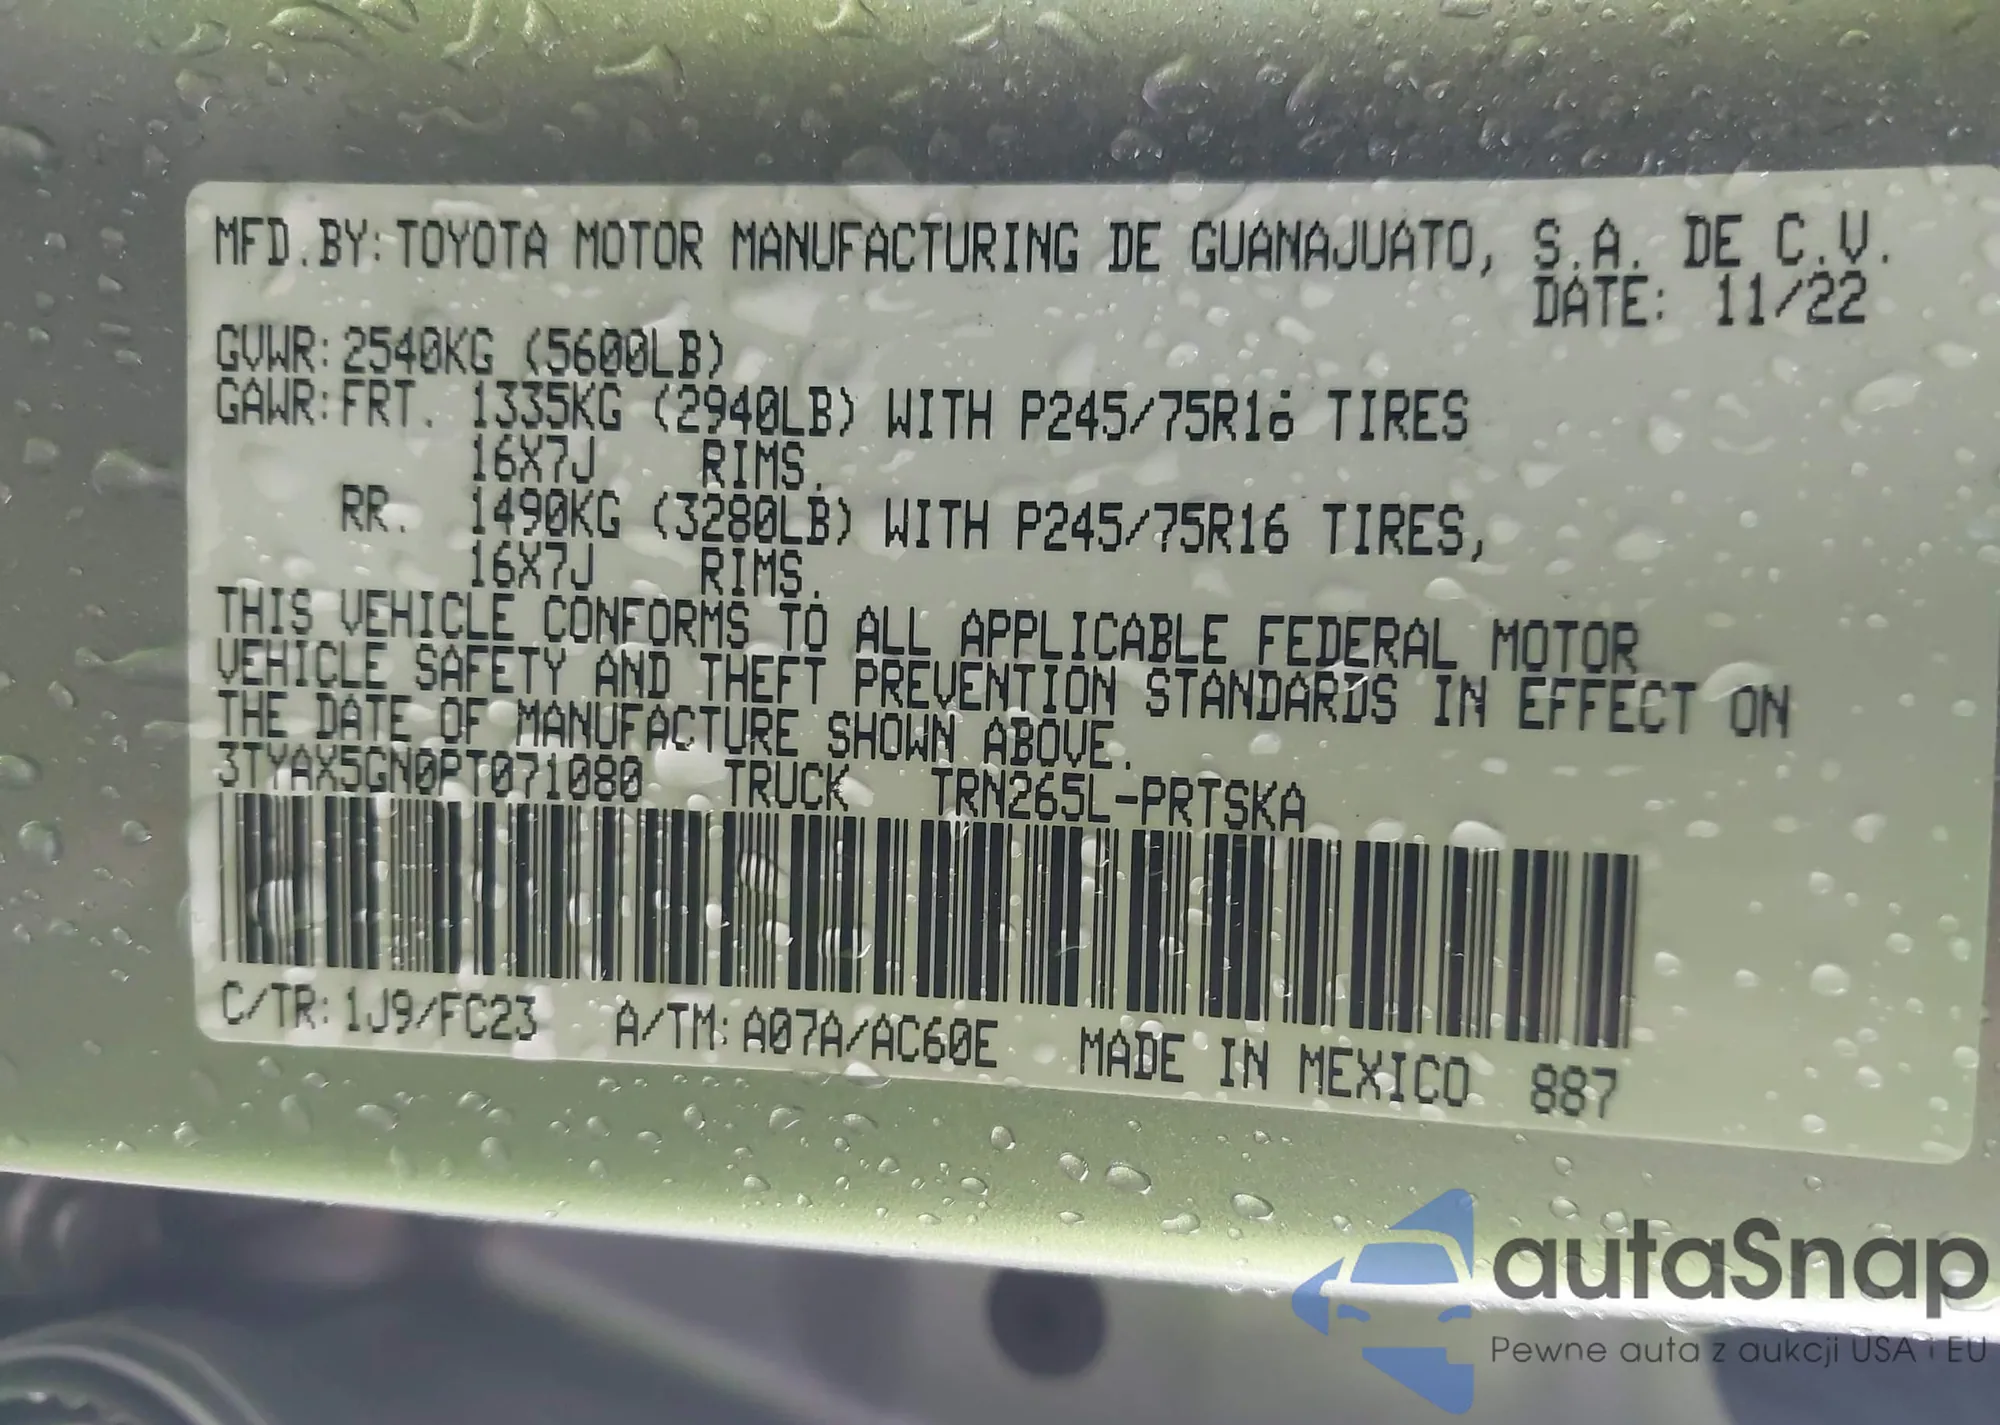 MFD.BY:TOYOTA MOTOR MANUFACTURING DE GUANAJUATO, S.A. DE C.V.
DATE: 11/22
GVWR:2540KG (5600LB)
GAWR:FRT. 1335KG (2940LB) WITH P245/75R16 TIRES
16X7J RIMS.
RR. 1490KG (3280LB) WITH P245/75R16 TIRES,
16X7J RIMS.
THIS VEHICLE CONFORMS TO ALL APPLICABLE FEDERAL MOTOR
VEHICLE SAFETY AND THEFT PREVENTION STANDARDS IN EFFECT ON
THE DATE OF MANUFACTURE SHOWN ABOVE.
3TYAX5GN0PT071080 TRUCK TRN265L-PRTSKA
C/TR:1J9/FC23 A/TM:A07A/AC60E MADE IN MEXICO 887
autaSnap
Pewne auta z aukcji USA i EU